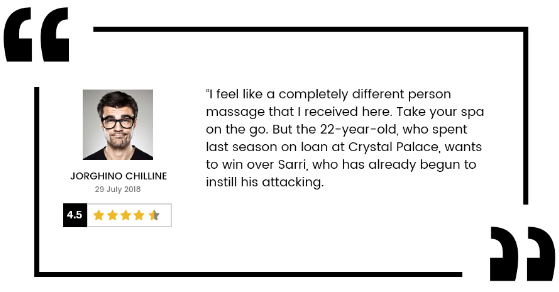 JORGHINO CHILLINE
29 July 2018
4.5
"I feel like a completely different person
massage that I received here. Take your spa
on the go. But the 22-year-old, who spent
last season on loan at Crystal Palace, wants
to win over Sarri, who has already begun to
instill his attacking.